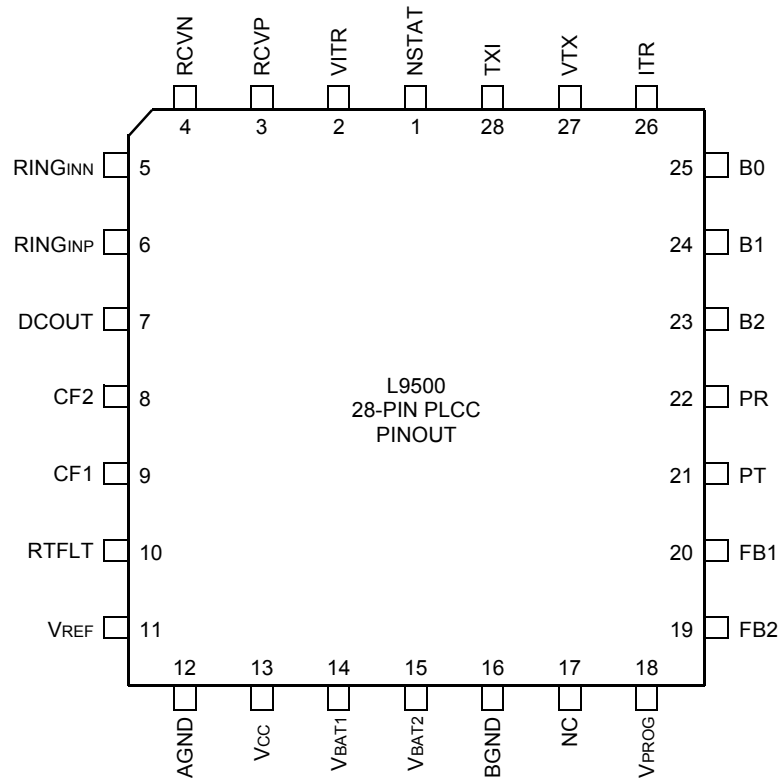 RCVN
RCVP
VITR
NSTAT
TXI
VTX
ITR
4
3
2
1
28
27
26
RINGINN
5
25
B0
RINGINP
6
24
B1
DCOUT
7
23
B2
CF2
8
22
PR
CF1
9
21
PT
RTFLT
10
20
FB1
VREF
11
19
FB2
L9500
28-PIN PLCC
PINOUT
12
13
14
15
16
17
18
AGND
VCC
VBAT1
VBAT2
BGND
NC
VPROG